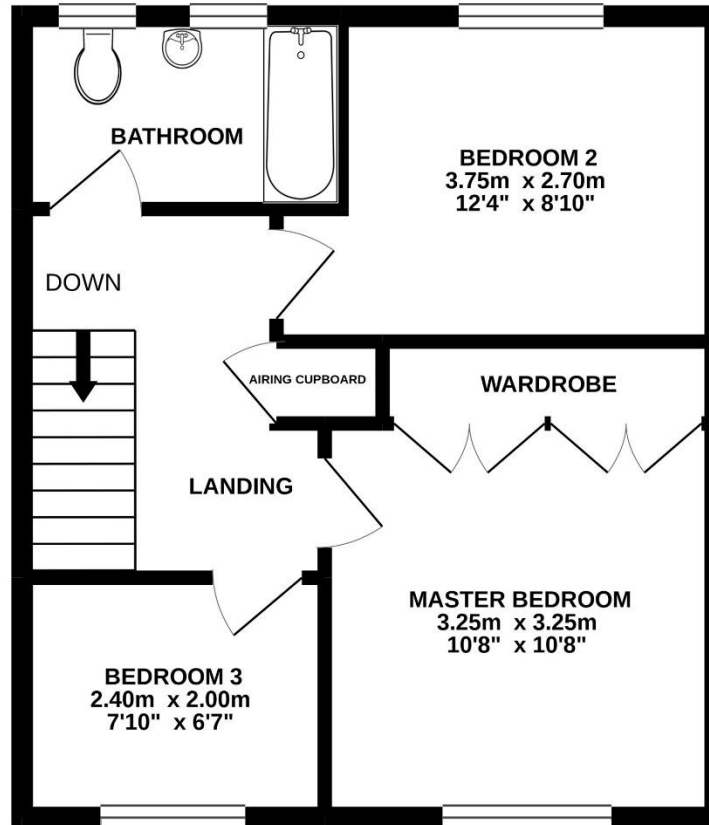 BATHROOM
BEDROOM 2
3.75m x 2.70m
12'4" x 8'10"
DOWN
AIRING CUPBOARD
WARDROBE
LANDING
MASTER BEDROOM
3.25m x 3.25m
10'8" x 10'8"
BEDROOM 3
2.40m x 2.00m
7'10" x 6'7"